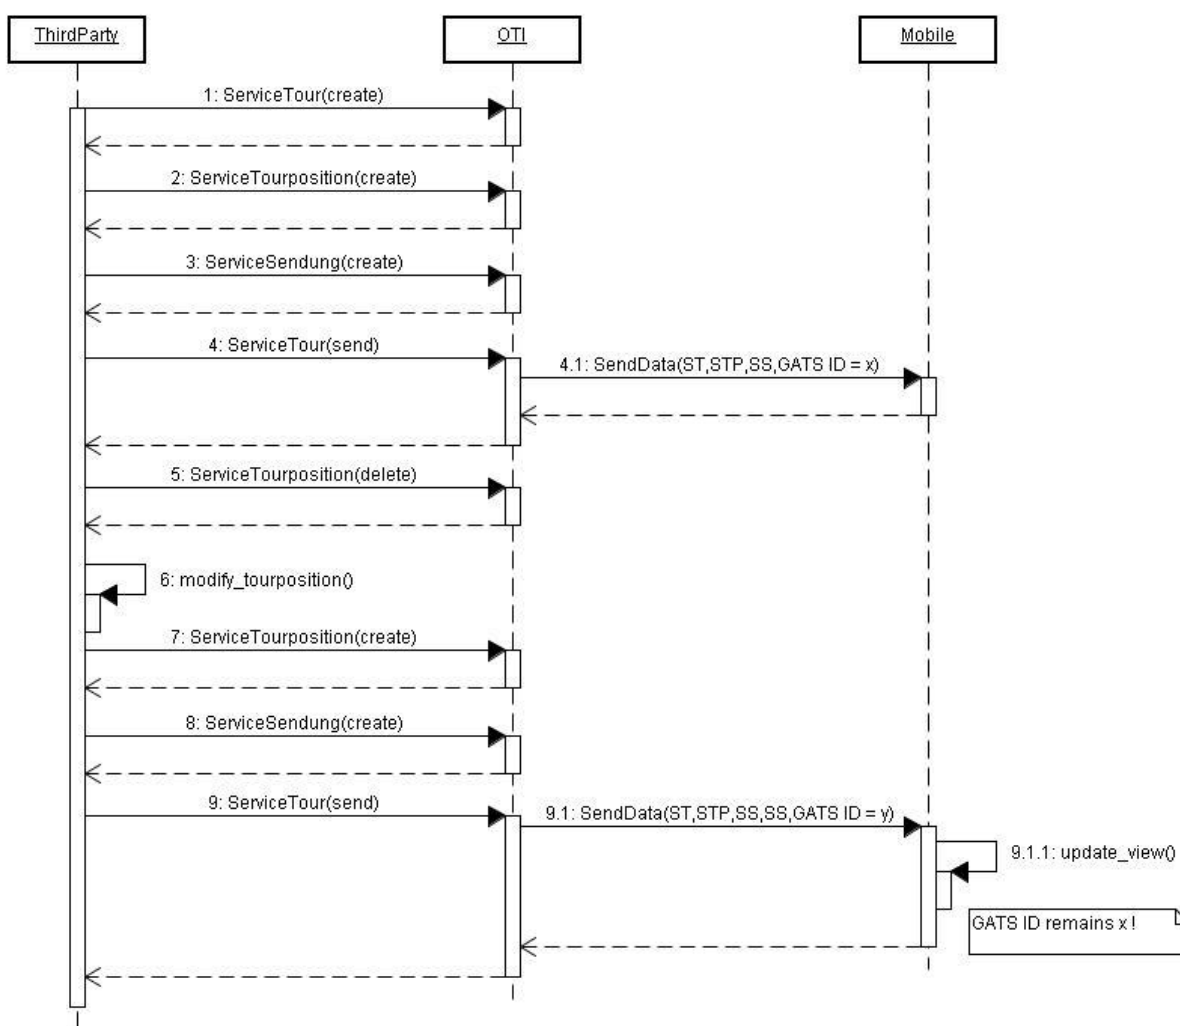 ThirdParty
OTI
Mobile
1: ServiceTour(create)
2: ServiceTourposition(create)
3: ServiceSendung(create)
4: ServiceTour(send)
4.1: SendData(ST,STP,SS,GATS ID = x)
5: ServiceTourposition(delete)
6: modify_tourposition()
7: ServiceTourposition(create)
8: ServiceSendung(create)
9: ServiceTour(send)
9.1: SendData(ST,STP,SS,SS,GATS ID = y)
9.1.1: update_view()
GATS ID remains x !